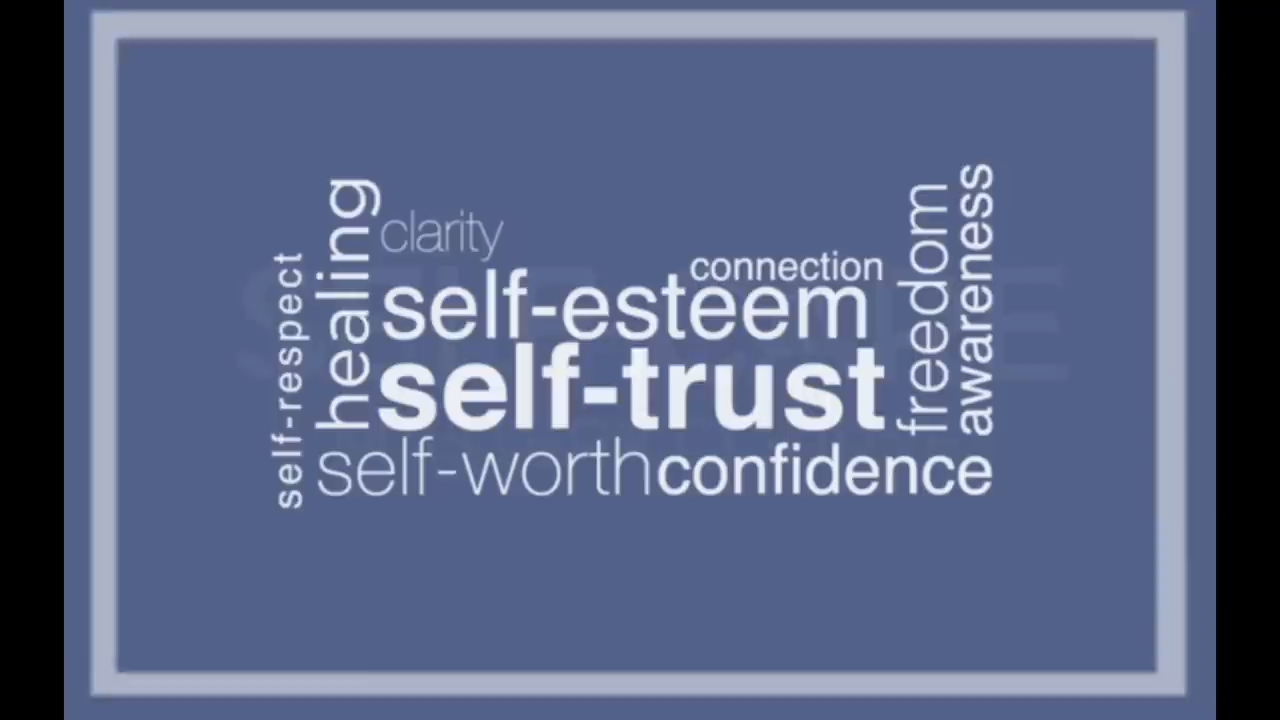 self-respect
healing
clarity
connection
self-esteem
self-trust
self-worth
confidence
freedom
awareness